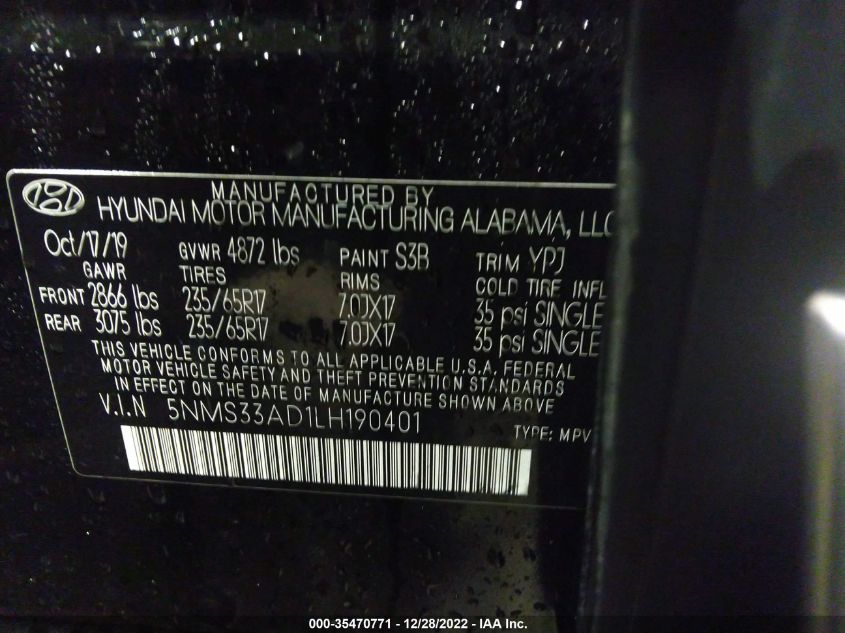 MANUFACTURED BY
HYUNDAI MOTOR MANUFACTURING ALABAMA, LLC
Oct/17/19 GVWR 4872 lbs PAINT S3B TRIM YPJ
GAWR TIRES RIMS COLD TIRE INFL
FRONT 2866 lbs 235/65R17 7.0JX17 35 psi SINGLE
REAR 3075 lbs 235/65R17 7.0JX17 35 psi SINGLE
THIS VEHICLE CONFORMS TO ALL APPLICABLE U.S.A. FEDERAL
MOTOR VEHICLE SAFETY AND THEFT PREVENTION STANDARDS
IN EFFECT ON THE DATE OF MANUFACTURE SHOWN ABOVE
V.I.N 5NMS33AD1LH190401
TYPE: MPV
000-35470771 - 12/28/2022 - IAA Inc.